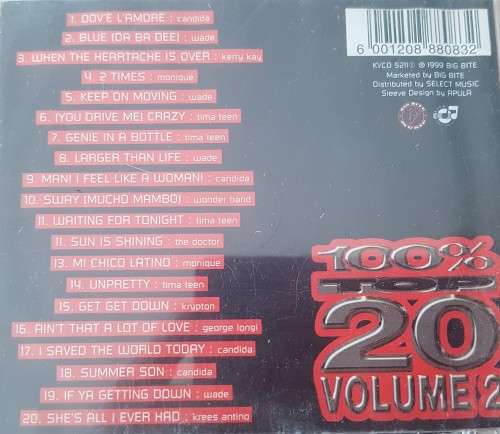 1. DOV'E L'AMORE : candida
2. BLUE (DA BA DEE) : wade
3. WHEN THE HEARTACHE IS OVER : kerry kay
4. 2 TIMES : monique
5. KEEP ON MOVING : wade
6. (YOU DRIVE ME) CRAZY : tima teen
7. GENIE IN A BOTTLE : tima teen
8. LARGER THAN LIFE : wade
9. MAN! I FEEL LIKE A WOMAN! : candida
10. SWAY (MUCHO MAMBO) : wonder band
11. WAITING FOR TONIGHT : tima teen
11. SUN IS SHINING : the doctor
13. MI CHICO LATINO : monique
14. UNPRETTY : tima teen
15. GET GET DOWN : krypton
16. AIN'T THAT A LOT OF LOVE : george longi
17. I SAVED THE WORLD TODAY : candida
18. SUMMER SON : candida
19. IF YA GETTING DOWN : wade
20. SHE'S ALL I EVER HAD : krees antino
6 001208 880832
KVCD 5211 ℗ 1999 BIG BITE
Marketed by BIG BITE
Distributed by SELECT MUSIC
Sleeve Design by APULA
100%
TOP
20
VOLUME 2